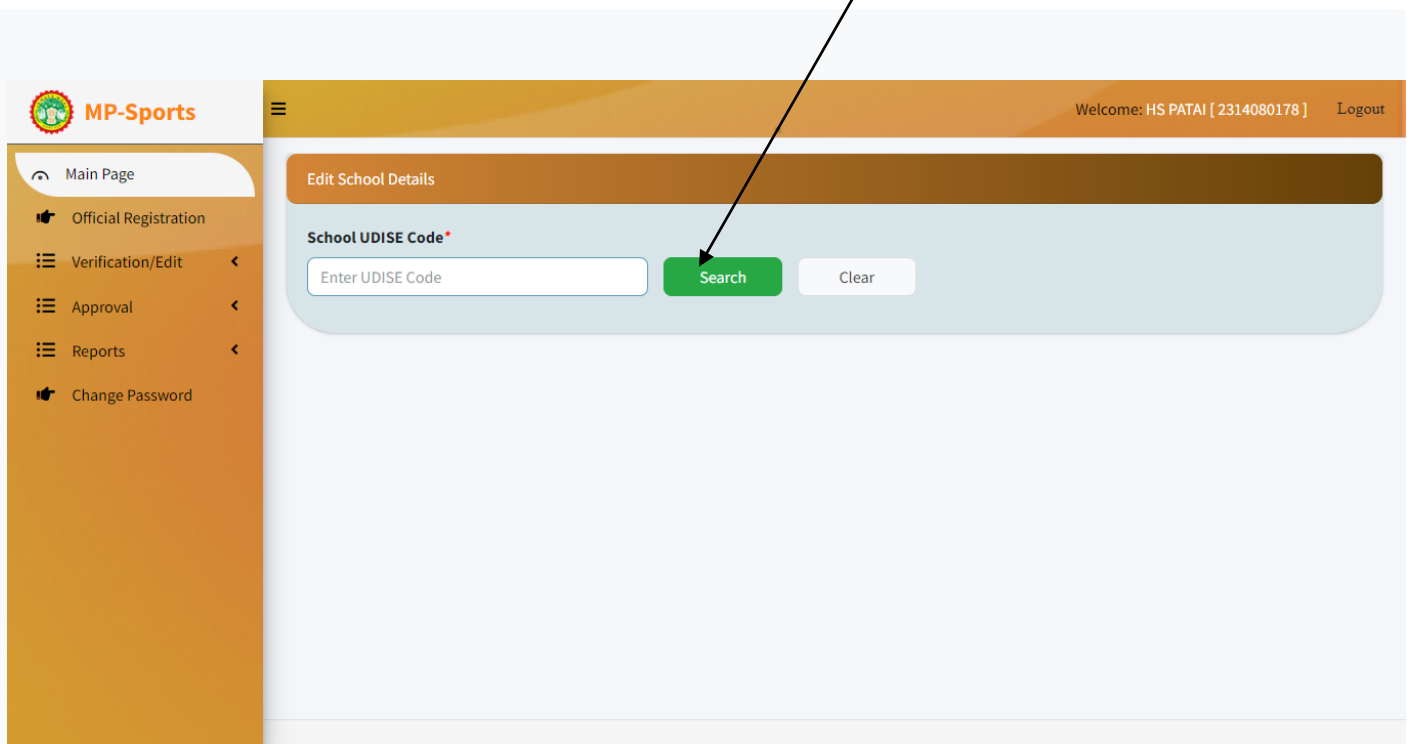 MP-Sports
Welcome: HS PATAI [ 2314080178 ] Logout
Main Page
Official Registration
Verification/Edit
Approval
Reports
Change Password
Edit School Details
School UDISE Code*
Enter UDISE Code
Search
Clear